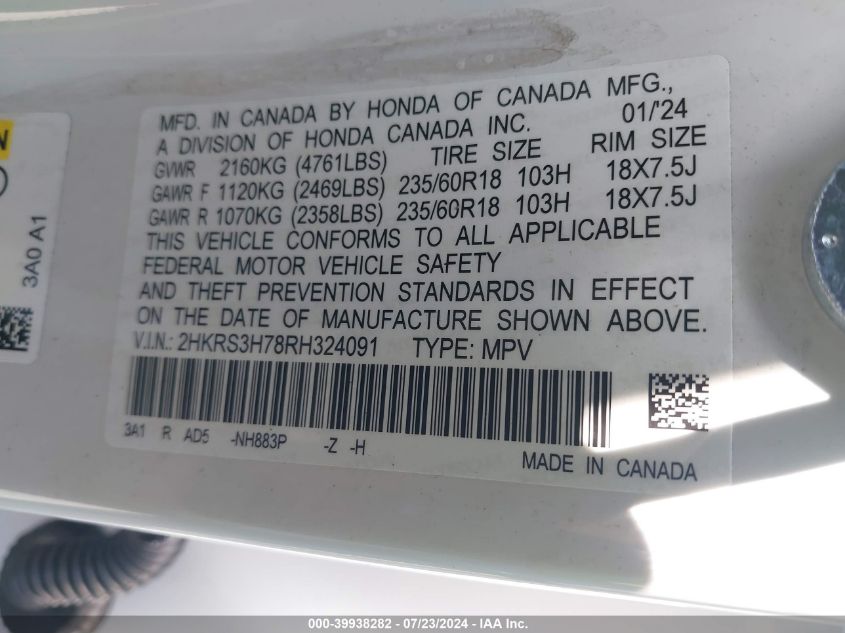 MFD. IN CANADA BY HONDA OF CANADA MFG.,
A DIVISION OF HONDA CANADA INC. 01/'24
GVWR 2160KG (4761LBS) TIRE SIZE RIM SIZE
GAWR F 1120KG (2469LBS) 235/60R18 103H 18X7.5J
GAWR R 1070KG (2358LBS) 235/60R18 103H 18X7.5J
THIS VEHICLE CONFORMS TO ALL APPLICABLE
FEDERAL MOTOR VEHICLE SAFETY
AND THEFT PREVENTION STANDARDS IN EFFECT
ON THE DATE OF MANUFACTURE SHOWN ABOVE.
V.I.N.: 2HKRS3H78RH324091 TYPE: MPV
3A1 R AD5 -NH883P -Z -H
MADE IN CANADA
3A0 A1
000-39938282 / 07/23/2024 - IAA Inc.